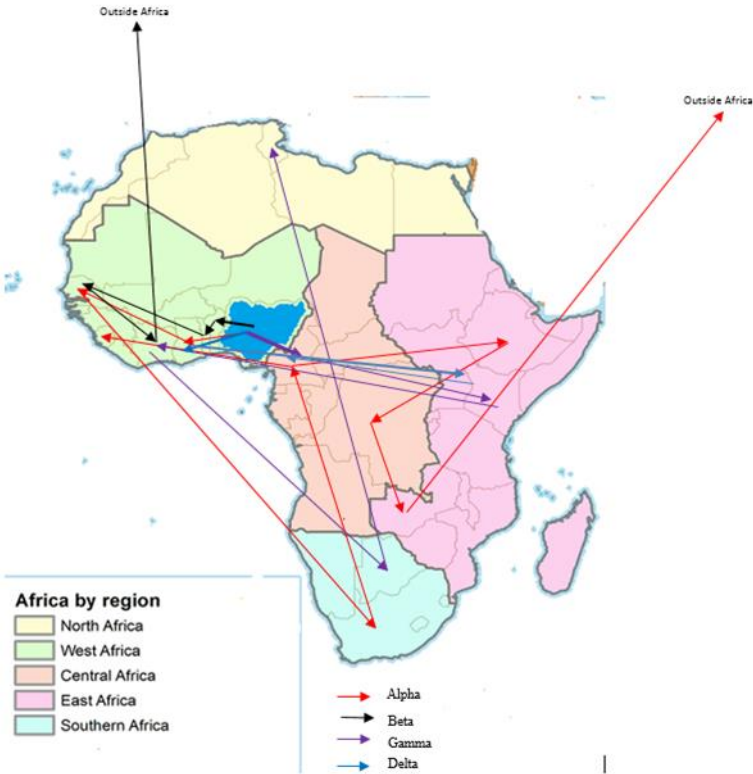 Outside Africa
Outside Africa
Africa by region
North Africa
West Africa
Central Africa
East Africa
Southern Africa
Alpha
Beta
Gamma
Delta